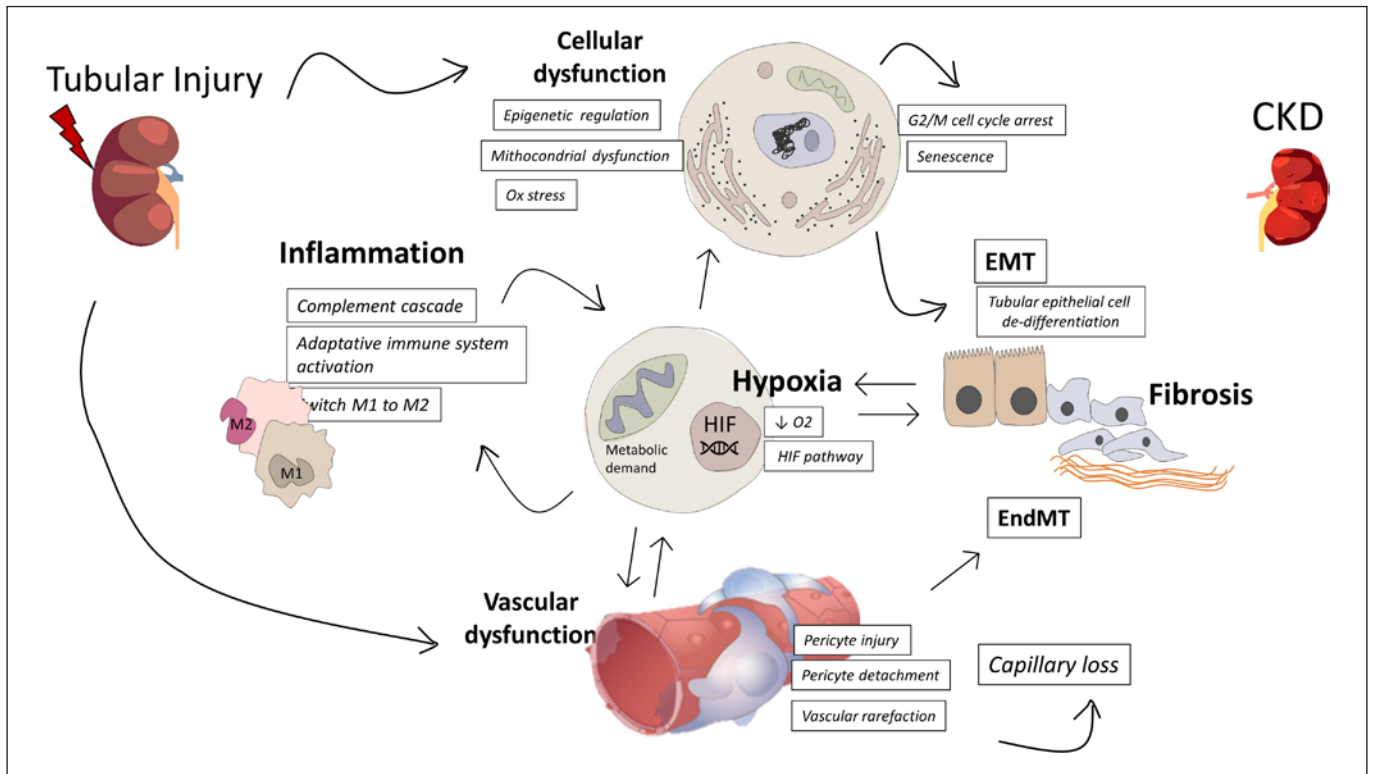 Tubular Injury
Cellular
dysfunction
Epigenetic regulation
Mithocondrial dysfunction
Ox stress
G2/M cell cycle arrest
Senescence
CKD
Inflammation
Complement cascade
Adaptative immune system
activation
witch M1 to M2
M2
M1
EMT
Tubular epithelial cell
de-differentiation
Hypoxia
HIF
↓ O2
HIF pathway
Metabolic
demand
Fibrosis
EndMT
Vascular
dysfunction
Pericyte injury
Pericyte detachment
Vascular rarefaction
Capillary loss